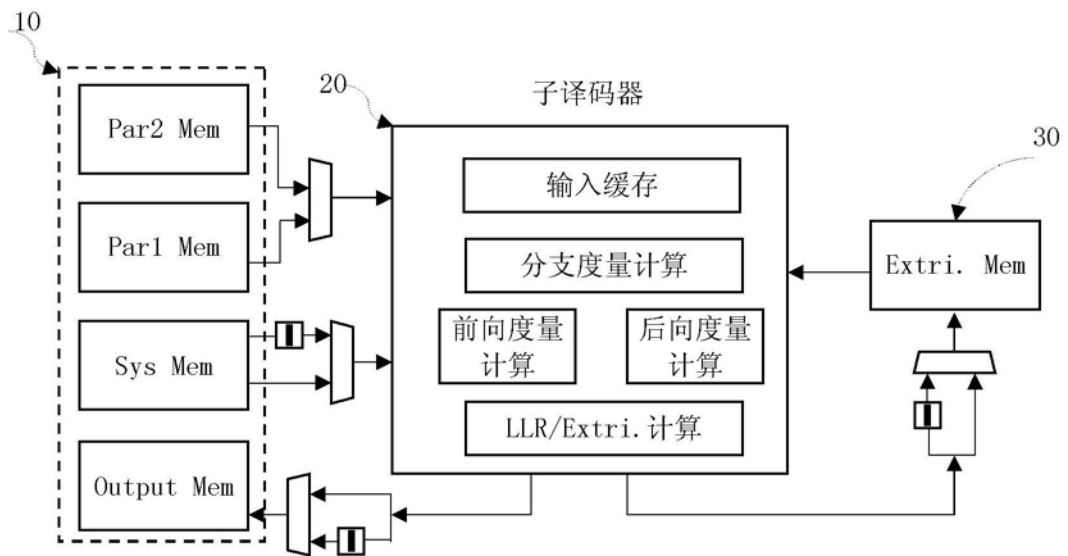 10
20
子译码器
30
Par2 Mem
输入缓存
Par1 Mem
分支度量计算
Extri. Mem
Sys Mem
前向度量
计算
后向度量
计算
LLR/Extri.计算
Output Mem